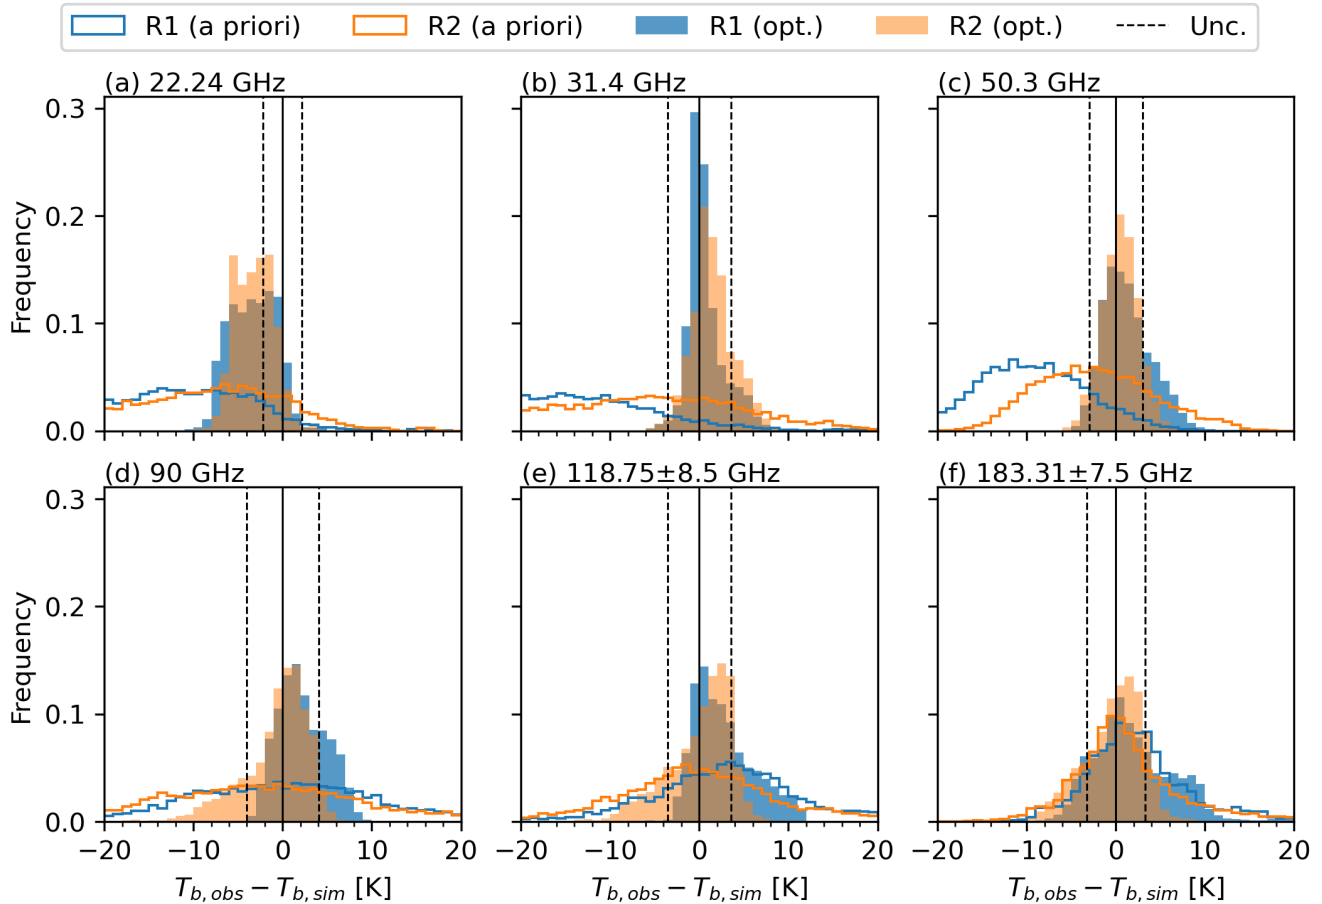 R1 (a priori) R2 (a priori) R1 (opt.) R2 (opt.) Unc.
(a) 22.24 GHz (b) 31.4 GHz (c) 50.3 GHz
0.3
0.2
0.1
0.0
Frequency
(d) 90 GHz (e) 118.75±8.5 GHz (f) 183.31±7.5 GHz
0.3
0.2
0.1
0.0
Frequency
−20 −10 0 10 20 −20 −10 0 10 20 −20 −10 0 10 20
T_{b, obs} − T_{b, sim} [K] T_{b, obs} − T_{b, sim} [K] T_{b, obs} − T_{b, sim} [K]